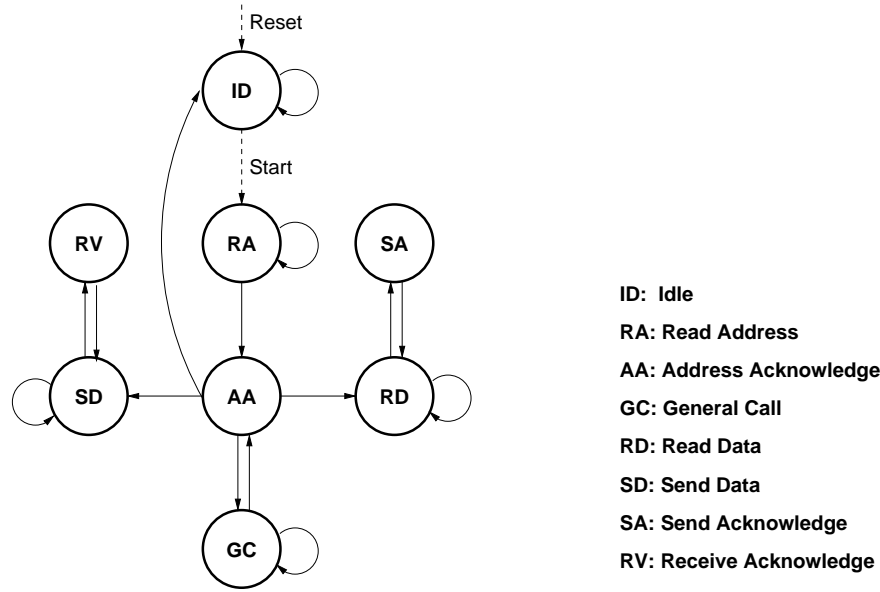 Reset
ID
Start
RV
RA
SA
SD
AA
RD
GC
ID: Idle
RA: Read Address
AA: Address Acknowledge
GC: General Call
RD: Read Data
SD: Send Data
SA: Send Acknowledge
RV: Receive Acknowledge